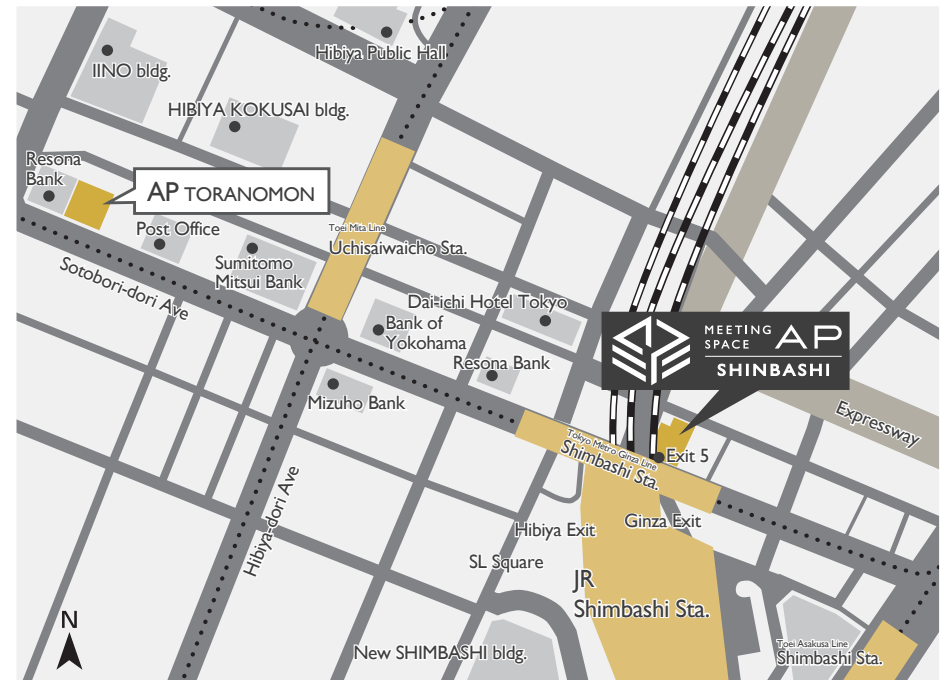 Hibiya Public Hall
IINO bldg.
HIBIYA KOKUSAI bldg.
Resona
Bank
AP TORANOMON
Post Office
Toei Mita Line
Uchisaiwaicho Sta.
Sumitomo
Mitsui Bank
Sotobori-dori Ave
Dai-ichi Hotel Tokyo
Bank of
Yokohama
Resona Bank
MEETING
SPACE
AP
SHINBASHI
Mizuho Bank
Expressway
Tokyo Metro Ginza Line
Shimbashi Sta.
Exit 5
Hibiya-dori Ave
Hibiya Exit
Ginza Exit
SL Square
JR
Shimbashi Sta.
N
New SHIMBASHI bldg.
Toei Asakusa Line
Shimbashi Sta.